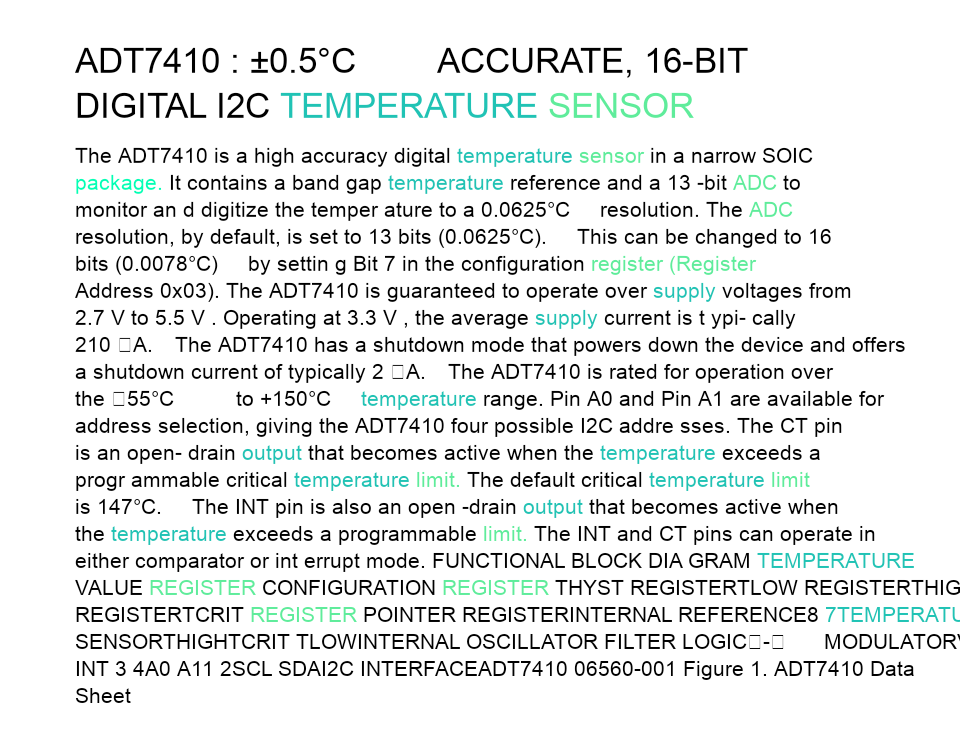 ADT7410 : ±0.5°C ACCURATE, 16-BIT
DIGITAL I2C TEMPERATURE SENSOR
The ADT7410 is a high accuracy digital temperature sensor in a narrow SOIC
package. It contains a band gap temperature reference and a 13 -bit ADC to
monitor an d digitize the temper ature to a 0.0625°C resolution. The ADC
resolution, by default, is set to 13 bits (0.0625°C). This can be changed to 16
bits (0.0078°C) by settin g Bit 7 in the configuration register (Register
Address 0x03). The ADT7410 is guaranteed to operate over supply voltages from
2.7 V to 5.5 V . Operating at 3.3 V , the average supply current is t ypi- cally
210 □A. The ADT7410 has a shutdown mode that powers down the device and offers
a shutdown current of typically 2 □A. The ADT7410 is rated for operation over
the □55°C to +150°C temperature range. Pin A0 and Pin A1 are available for
address selection, giving the ADT7410 four possible I2C addre sses. The CT pin
is an open- drain output that becomes active when the temperature exceeds a
progr ammable critical temperature limit. The default critical temperature limit
is 147°C. The INT pin is also an open -drain output that becomes active when
the temperature exceeds a programmable limit. The INT and CT pins can operate in
either comparator or int errupt mode. FUNCTIONAL BLOCK DIA GRAM TEMPERATURE
VALUE REGISTER CONFIGURATION REGISTER THYST REGISTERTLOW REGISTERTHIG
REGISTERTCRIT REGISTER POINTER REGISTERINTERNAL REFERENCE8 7TEMPERATU
SENSORTHIGHTCRIT TLOWINTERNAL OSCILLATOR FILTER LOGIC□-□ MODULATORV
INT 3 4A0 A11 2SCL SDAI2C INTERFACEADT7410 06560-001 Figure 1. ADT7410 Data
Sheet